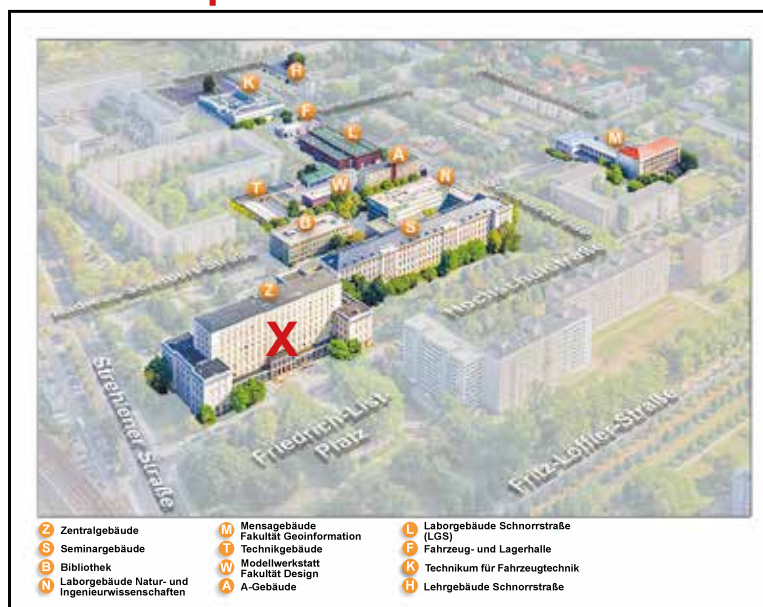 H
K
F
L
M
A
T
W
N
B
S
Z
X
Hochschulstraße
Strehlener Straße
Friedrich-List-
Platz
Fritz-Löffler-Straße
Z Zentralgebäude
S Seminargebäude
B Bibliothek
N Laborgebäude Natur- und
Ingenieurwissenschaften
M Mensagebäude
Fakultät Geoinformation
T Technikgebäude
W Modellwerkstatt
Fakultät Design
A A-Gebäude
L Laborgebäude Schnorrstraße
(LGS)
F Fahrzeug- und Lagerhalle
K Technikum für Fahrzeugtechnik
H Lehrgebäude Schnorrstraße